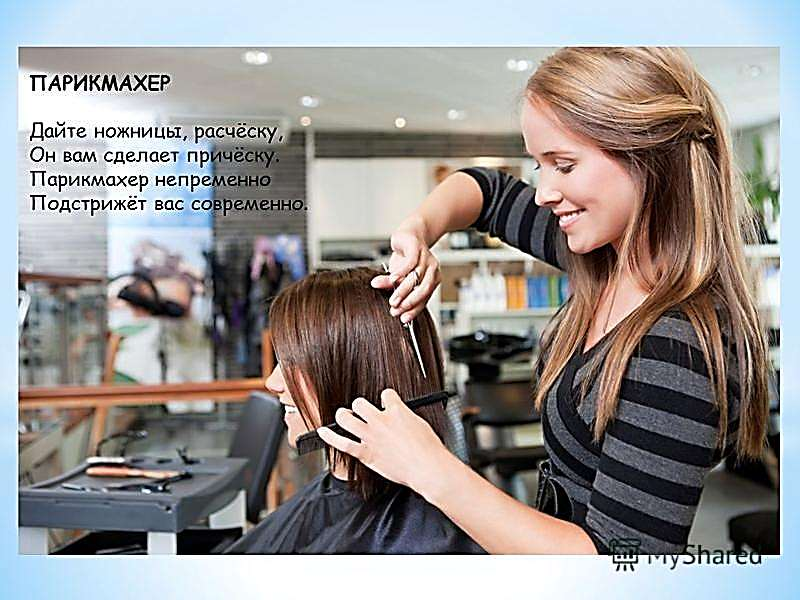 ПАРИКМАХЕР
Дайте ножницы, расчёску,
Он вам сделает причёску.
Парикмахер непременно
Подстрижёт вас современно.
MyShared